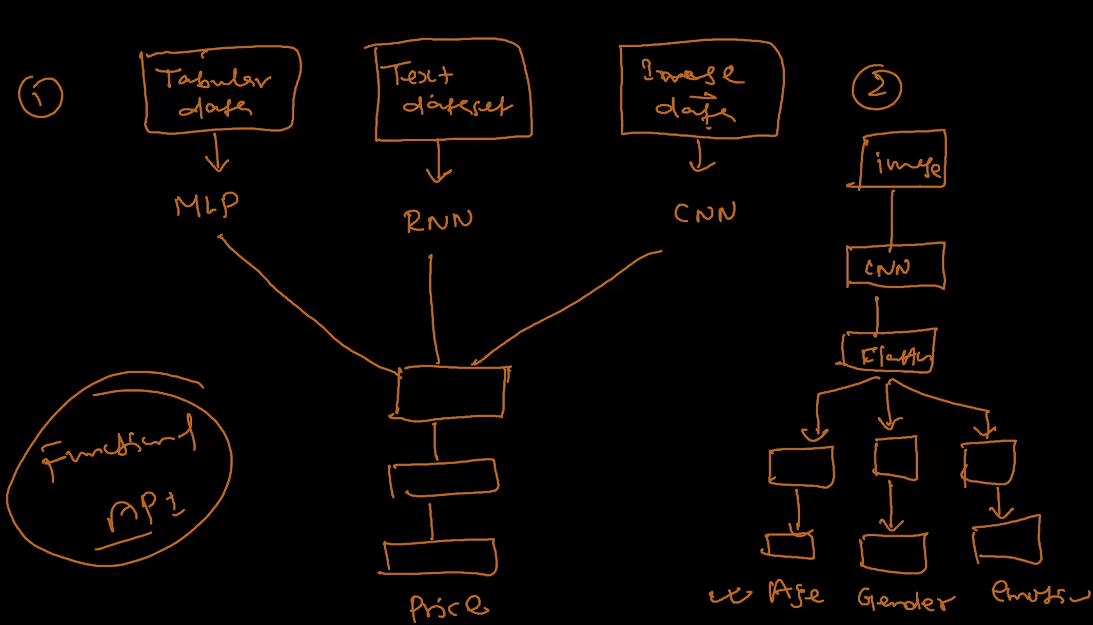 1
Tabular
data
Text
dataset
Image
data
2
MLP
RNN
CNN
image
CNN
Flatten
Functional
API
Price
Age
Gender